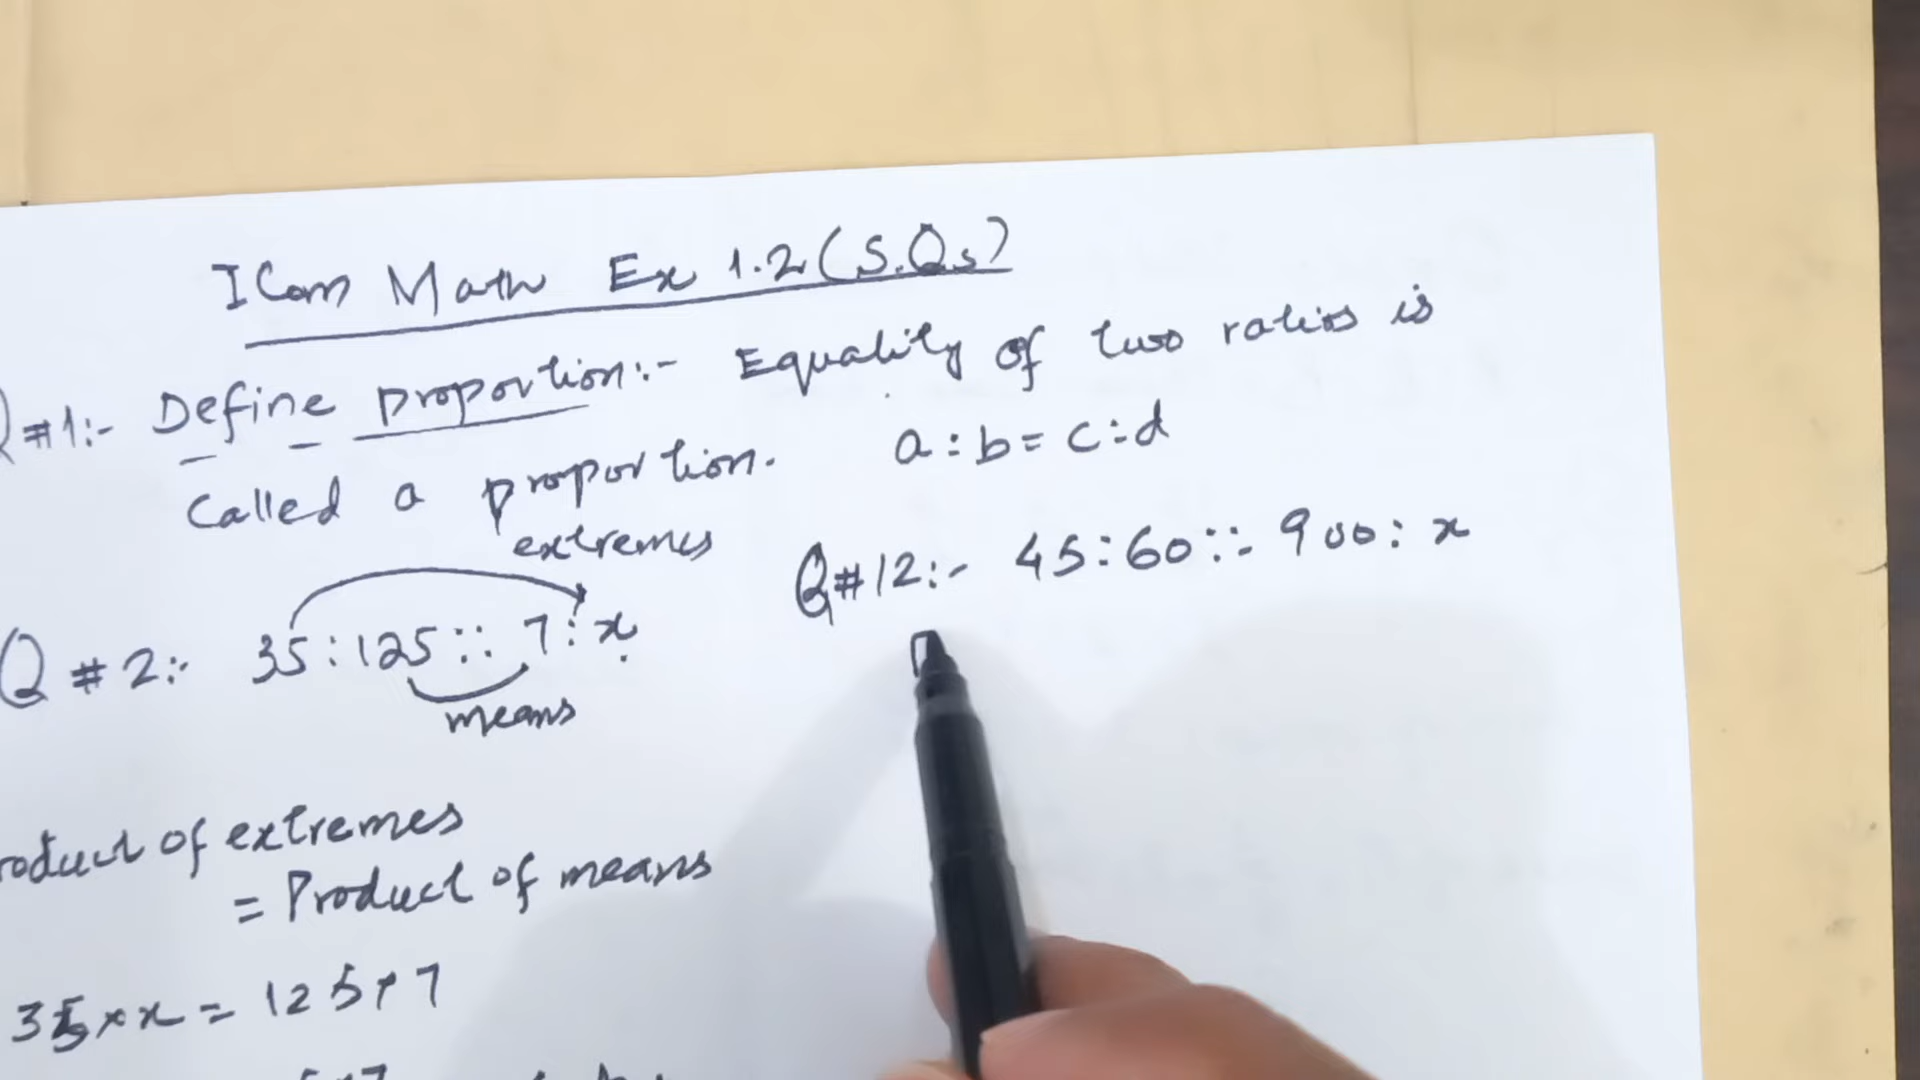 ICom Math Ex 1.2 (S.Qs)
Q #1:- Define proportion:- Equality of two ratios is
called a proportion. a : b = c : d
extremes
Q # 2:- 35 : 125 :: 7 : x
means
Q#12:- 45 : 60 :: 900 : x
roduct of extremes
= Product of means
35 × x = 125 × 7